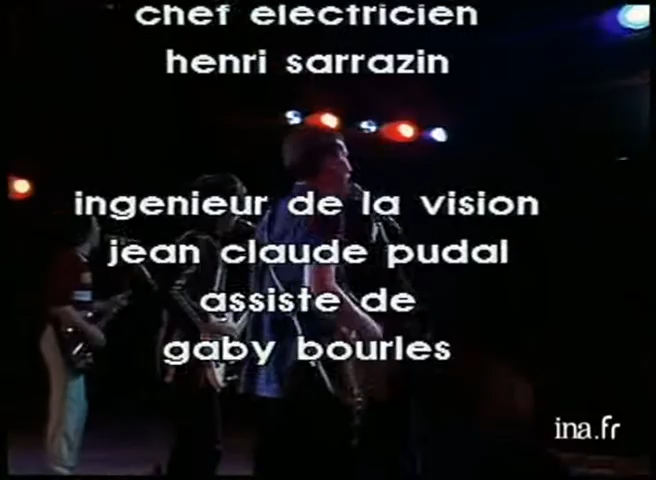 chef electricien
henri sarrazin
ingenieur de la vision
jean claude pudal
assiste de
gaby bourles
ina.fr